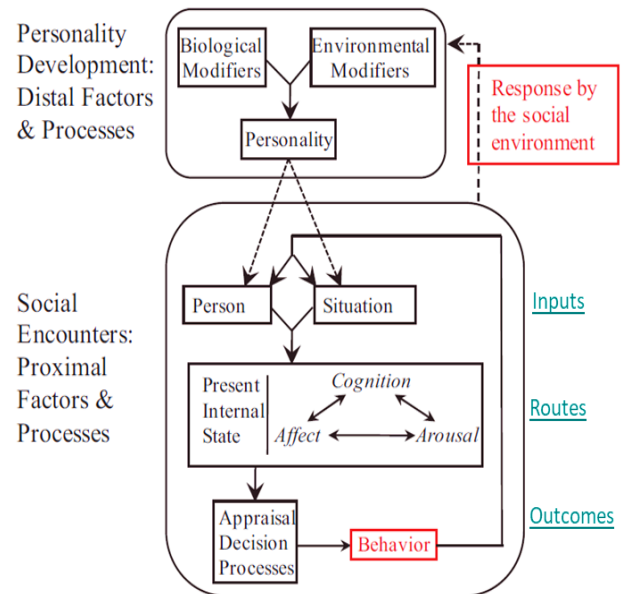 Personality
Development:
Distal Factors
& Processes
Biological
Modifiers
Environmental
Modifiers
Personality
Response by
the social
environment
Social
Encounters:
Proximal
Factors &
Processes
Person
Situation
Inputs
Present
Internal
State
Cognition
Affect
Arousal
Routes
Appraisal
Decision
Processes
Behavior
Outcomes